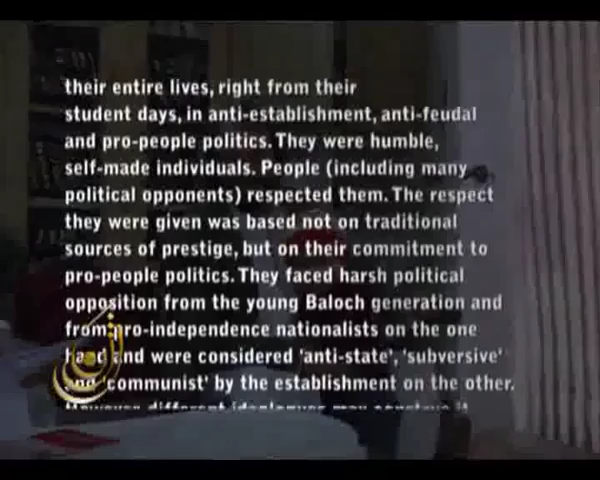 their entire lives, right from their
student days, in anti-establishment, anti-feudal
and pro-people politics. They were humble,
self-made individuals. People (including many
political opponents) respected them. The respect
they were given was based not on traditional
sources of prestige, but on their commitment to
pro-people politics. They faced harsh political
opposition from the young Baloch generation and
from pro-independence nationalists on the one
hand and were considered 'anti-state', 'subversive'
and 'communist' by the establishment on the other.
However different